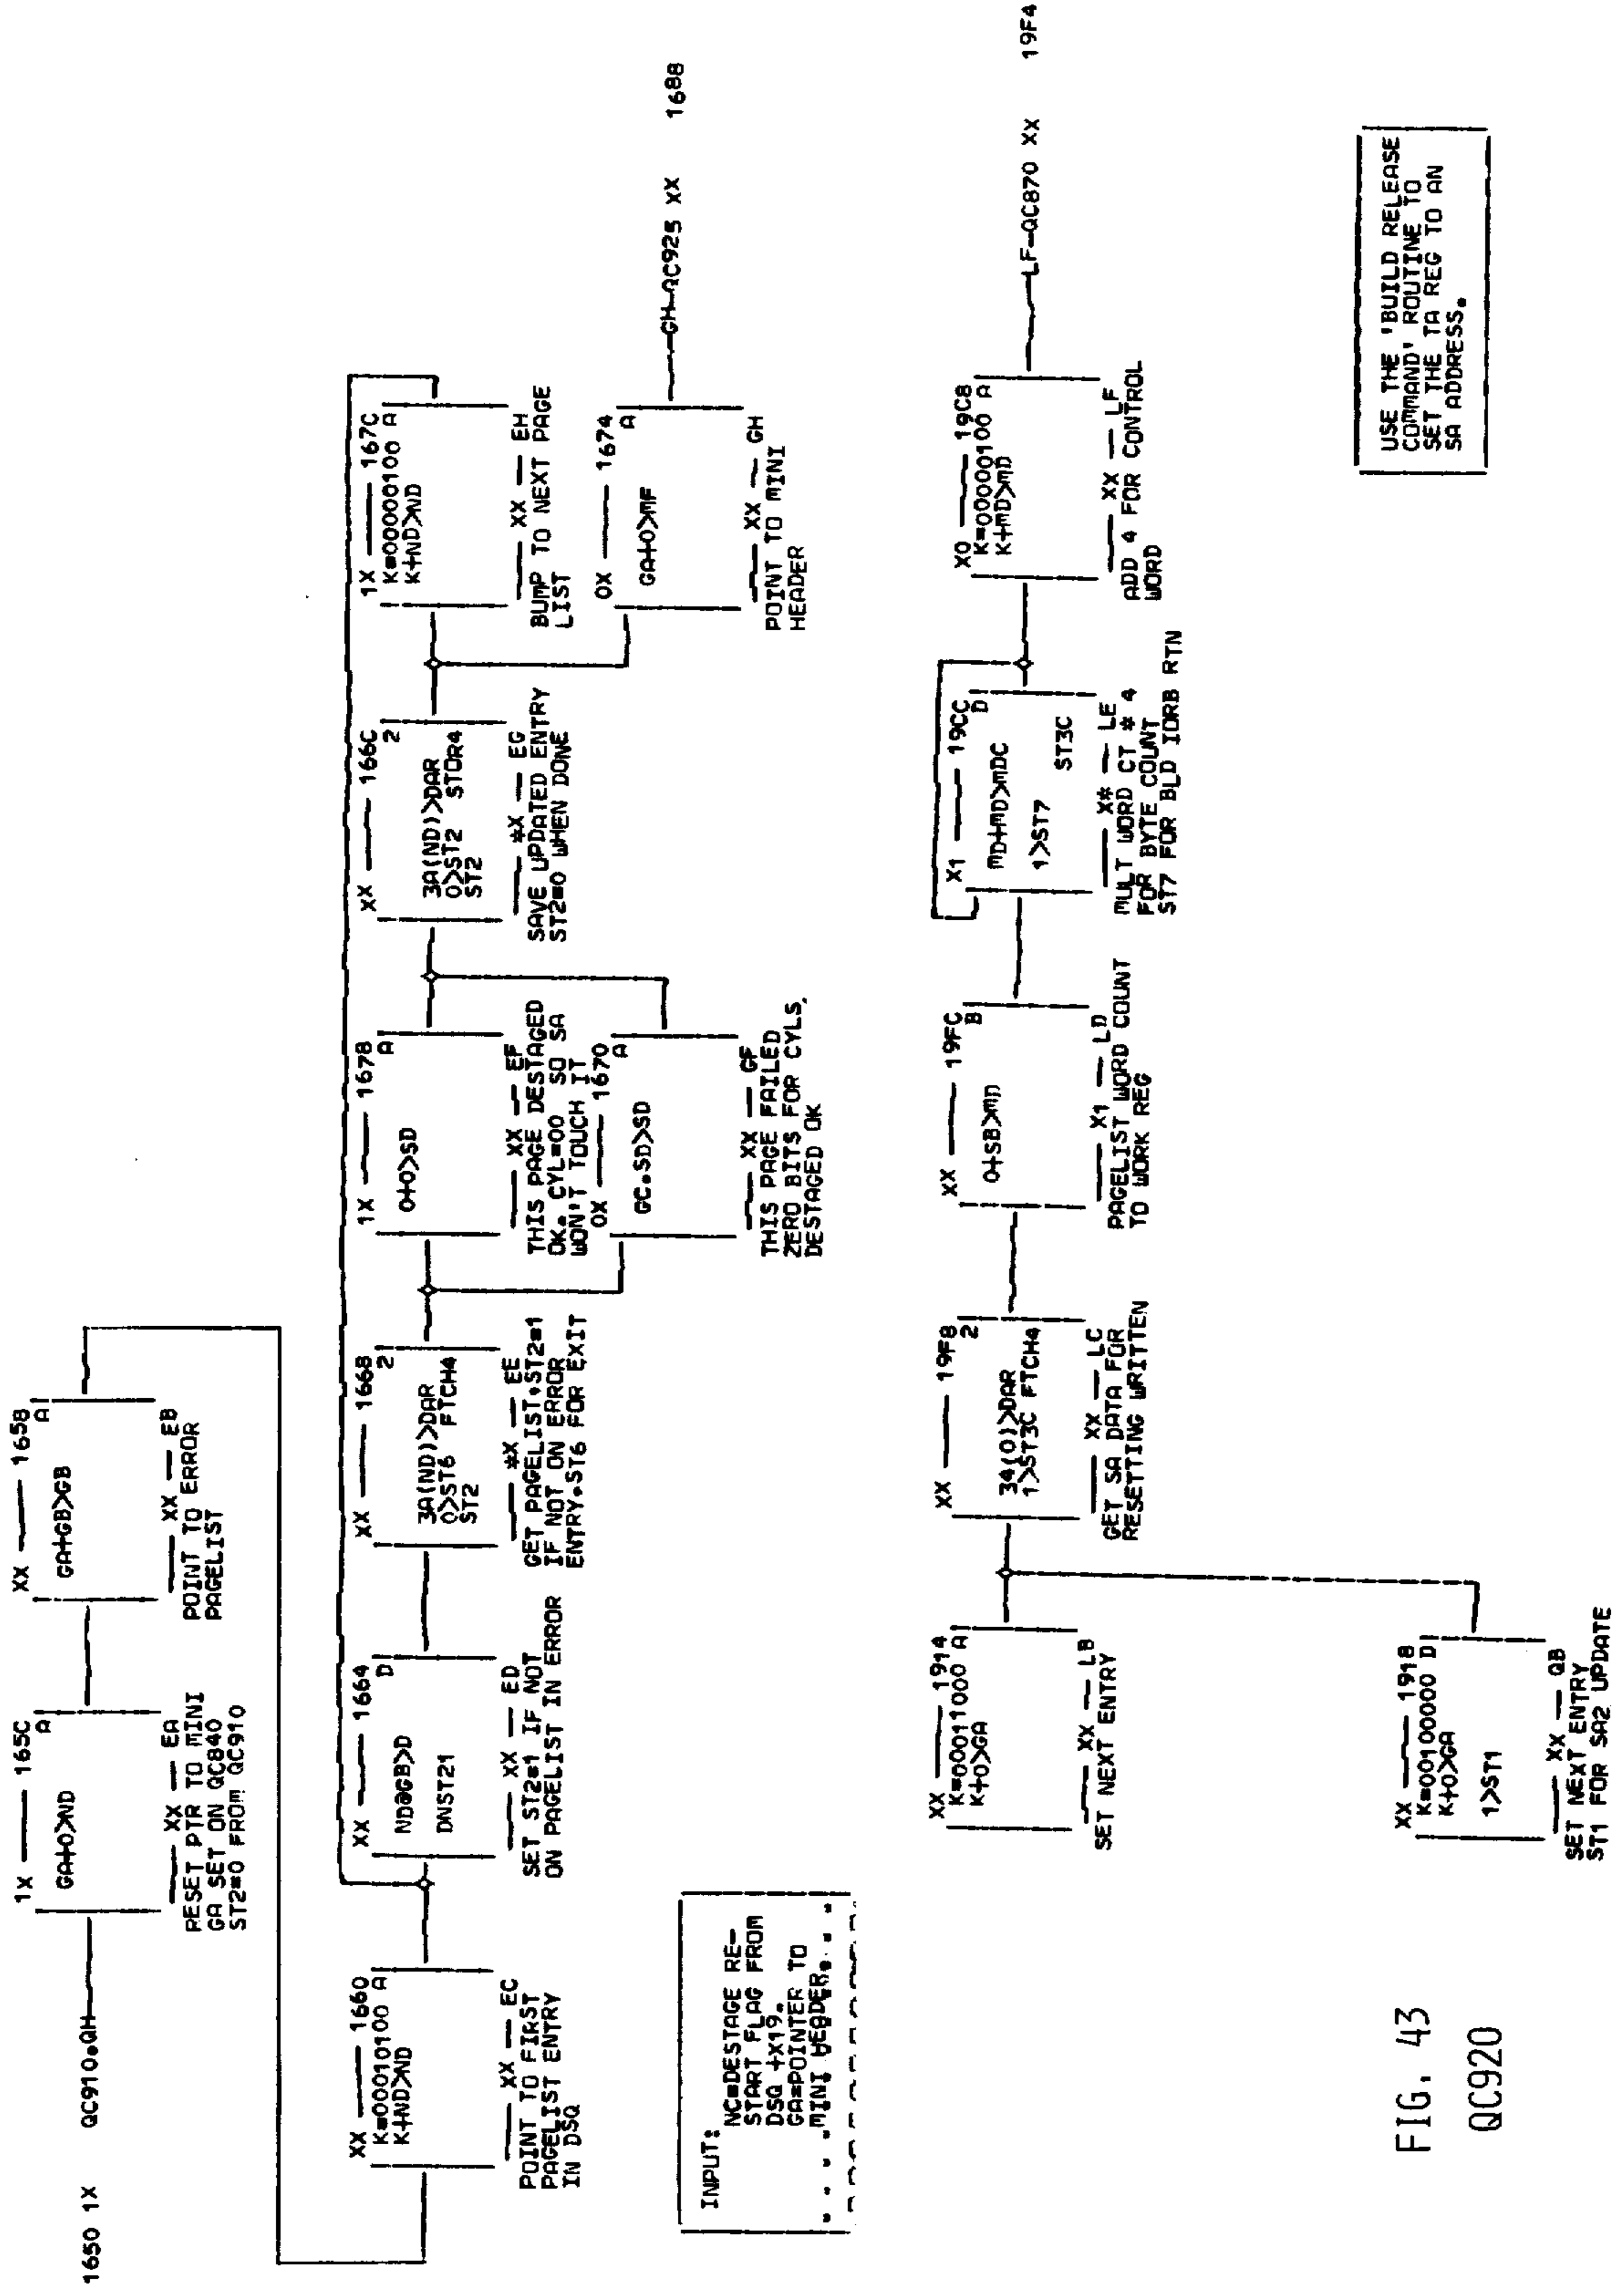 1650 1X QC910.QH
1X — 165C
A
GA+0>ND
— XX — EA
RESET PTR TO MINI
GA SET ON QC840
ST2=0 FROM QC910
XX — 1658
A
GA+GB>GB
— XX — EB
POINT TO ERROR
PAGELIST
XX — 1660
K=00010100 A
K+ND>ND
— XX — EC
POINT TO FIRST
PAGELIST ENTRY
IN DSQ
XX — 1664
D
ND@GB>D
DNST21
— XX — ED
SET ST2=1 IF NOT
ON PAGELIST IN ERROR
XX — 1668
2
3A(ND)>DAR
0>ST6 FTCH4
ST2
— *X — EE
GET PAGELIST,ST2=1
IF NOT ON ERROR
ENTRY.ST6 FOR EXIT
1X — 1678
A
0+0>SD
— XX — EF
THIS PAGE DESTAGED
OK. CYL=00 SO SA
WON'T TOUCH IT
0X — 1670
A
GC.SD>SD
— XX — GF
THIS PAGE FAILED
ZERO BITS FOR CYLS.
DESTAGED OK
XX — 166C
2
3A(ND)>DAR
0>ST2 STOR4
ST2
— *X — EG
SAVE UPDATED ENTRY
ST2=0 WHEN DONE
1X — 167C
K=00000100 A
K+ND>ND
— XX — EH
BUMP TO NEXT PAGE
LIST
0X — 1674
A
GA+0>MF
— XX — GH
POINT TO MINI
HEADER
GH-QC925 XX 1688
INPUT:
NC=DESTAGE RE-
START FLAG FROM
DSQ +X19.
GA=POINTER TO
MINI HEADER.
XX — 1914
K=00011000 A
K+0>GA
— XX — LB
SET NEXT ENTRY
XX — 1918
K=00100000 D
K+0>GA
1>ST1
— XX — QB
SET NEXT ENTRY
ST1 FOR SA2 UPDATE
XX — 19F8
2
34(0)>DAR
1>ST3C FTCH4
— XX — LC
GET SA DATA FOR
RESETTING WRITTEN
XX — 19FC
B
0+SB>MD
— X1 — LD
PAGELIST WORD COUNT
TO WORK REG
X1 — 19CC
D
MD+MD>MDC
1>ST7 ST3C
— X* — LE
MULT WORD CT * 4
FOR BYTE COUNT
ST7 FOR BLD IORB RTN
X0 — 19C8
K=00000100 A
K+MD>MD
— XX — LF
ADD 4 FOR CONTROL
WORD
LF-QC870 XX 19F4
USE THE 'BUILD RELEASE
COMMAND' ROUTINE TO
SET THE TA REG TO AN
SA ADDRESS.
FIG. 43
QC920